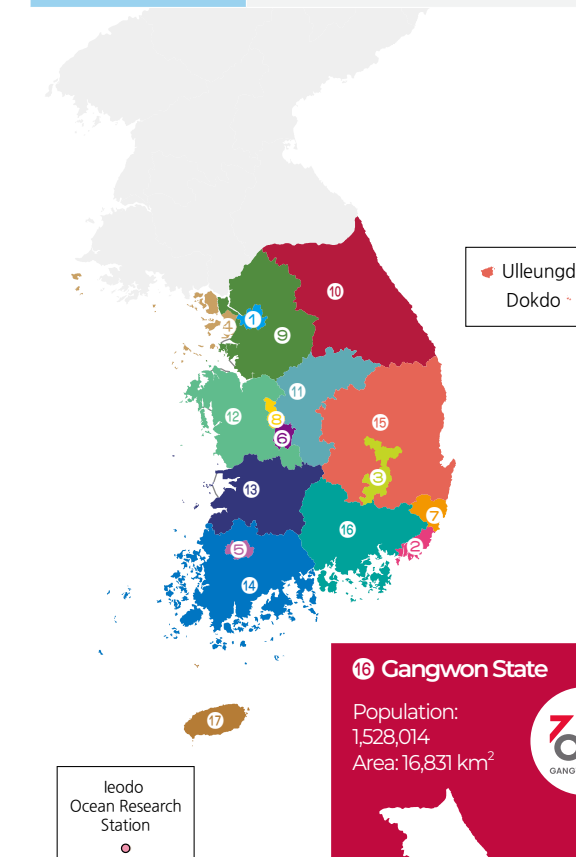 10
Ulleungd
Dokdo
1
4
9
11
12
8
15
6
3
13
7
16
2
5
14
16 Gangwon State
Population:
1,528,014
Area: 16,831 km²
GANG
17
Ieodo
Ocean Research
Station